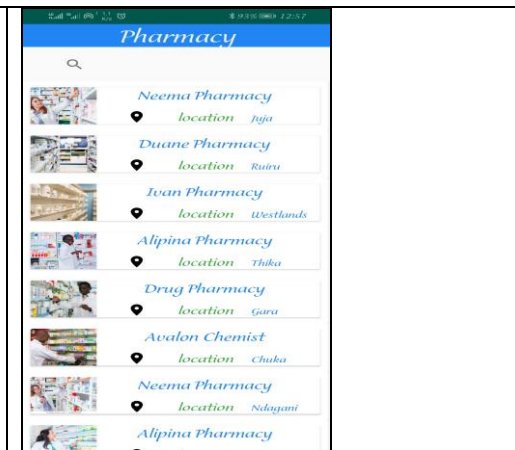 93% 12:57
Pharmacy
Neema Pharmacy
location Juja
Duane Pharmacy
location Ruiru
Ivan Pharmacy
location Westlands
Alipina Pharmacy
location Thika
Drug Pharmacy
location Gara
Avalon Chemist
location Chuka
Neema Pharmacy
location Ndagani
Alipina Pharmacy